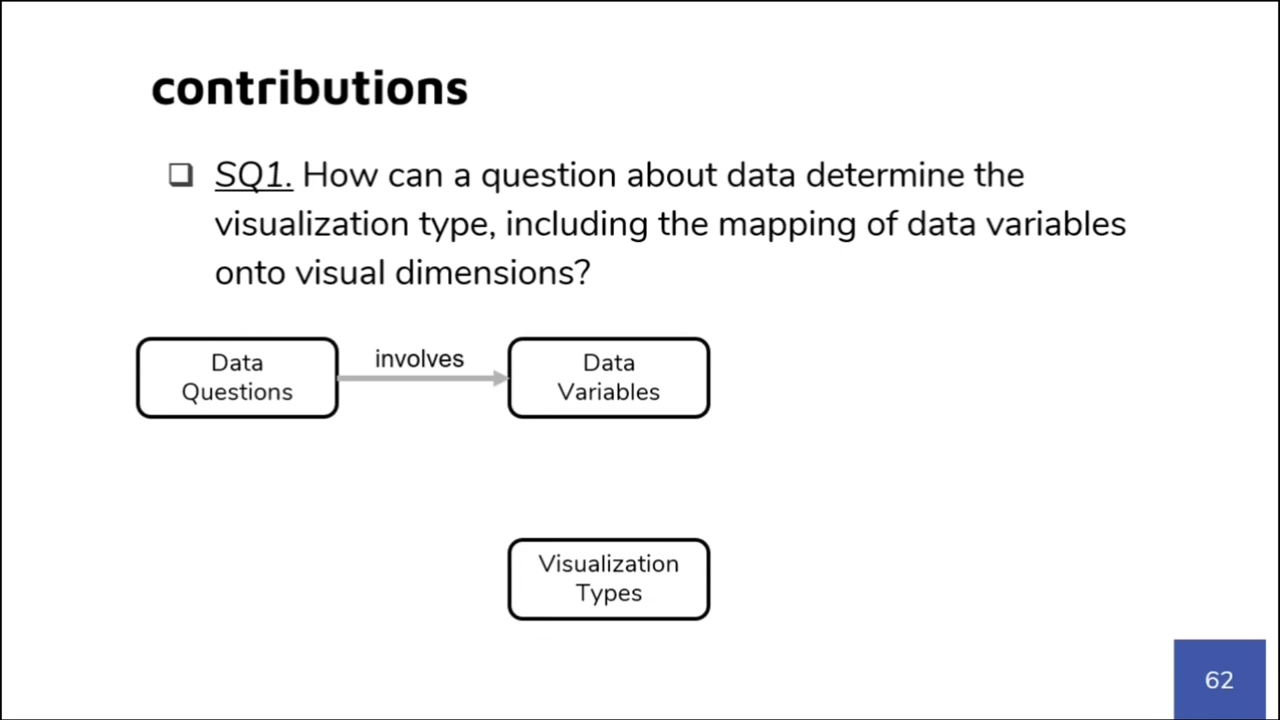 contributions
SQ1. How can a question about data determine the
visualization type, including the mapping of data variables
onto visual dimensions?
Data
Questions
involves
Data
Variables
Visualization
Types
62